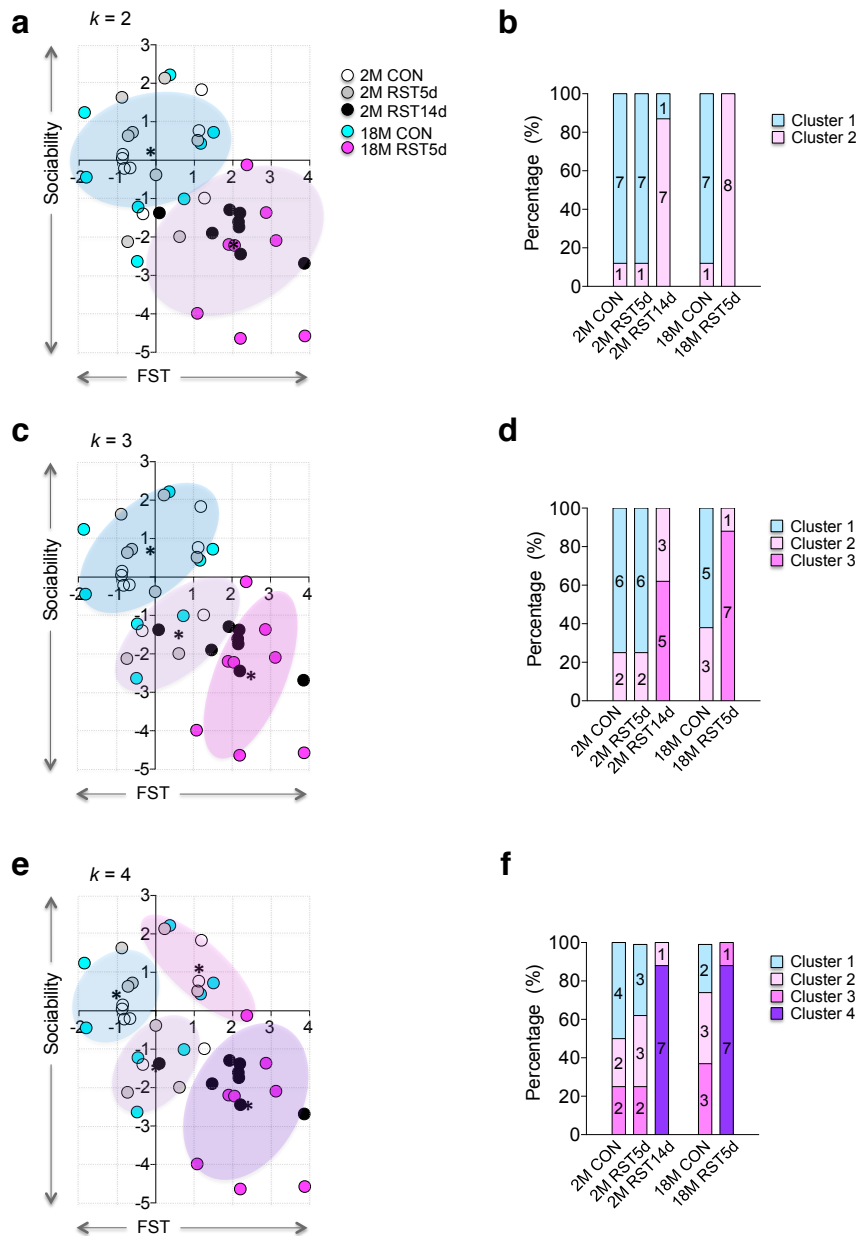 a
k = 2
3
2
1
-2
-1
0
1
2
3
4
-1
-2
-3
-4
-5
*
*
Sociability
FST
2M CON
2M RST5d
2M RST14d
18M CON
18M RST5d
b
Percentage (%)
100
80
60
40
20
0
7
1
7
1
1
7
7
1
8
2M CON
2M RST5d
2M RST14d
18M CON
18M RST5d
Cluster 1
Cluster 2
c
k = 3
3
2
1
-2
-1
0
1
2
3
4
-1
-2
-3
-4
-5
*
*
*
Sociability
FST
d
Percentage (%)
100
80
60
40
20
0
6
2
6
2
3
5
5
3
1
7
2M CON
2M RST5d
2M RST14d
18M CON
18M RST5d
Cluster 1
Cluster 2
Cluster 3
e
k = 4
3
2
1
-2
-1
0
1
2
3
4
-1
-2
-3
-4
-5
*
*
*
*
Sociability
FST
f
Percentage (%)
100
80
60
40
20
0
4
2
2
3
3
2
1
7
2
3
3
1
7
2M CON
2M RST5d
2M RST14d
18M CON
18M RST5d
Cluster 1
Cluster 2
Cluster 3
Cluster 4